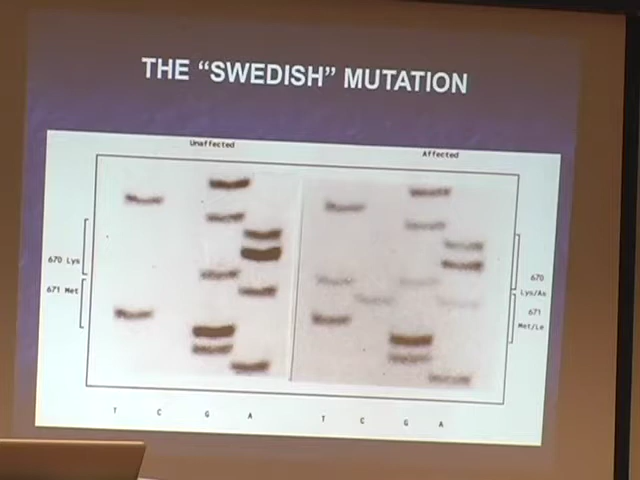 THE “SWEDISH” MUTATION
Unaffected
Affected
670 Lys
671 Met
670
Lys/As
671
Met/Le
T C G A
T C G A